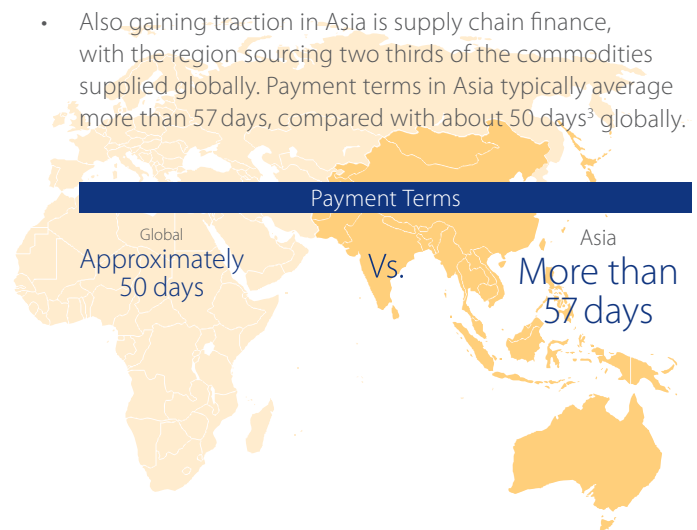 • Also gaining traction in Asia is supply chain finance,
with the region sourcing two thirds of the commodities
supplied globally. Payment terms in Asia typically average
more than 57 days, compared with about 50 days³ globally.
Payment Terms
Global
Approximately
50 days
Vs.
Asia
More than
57 days